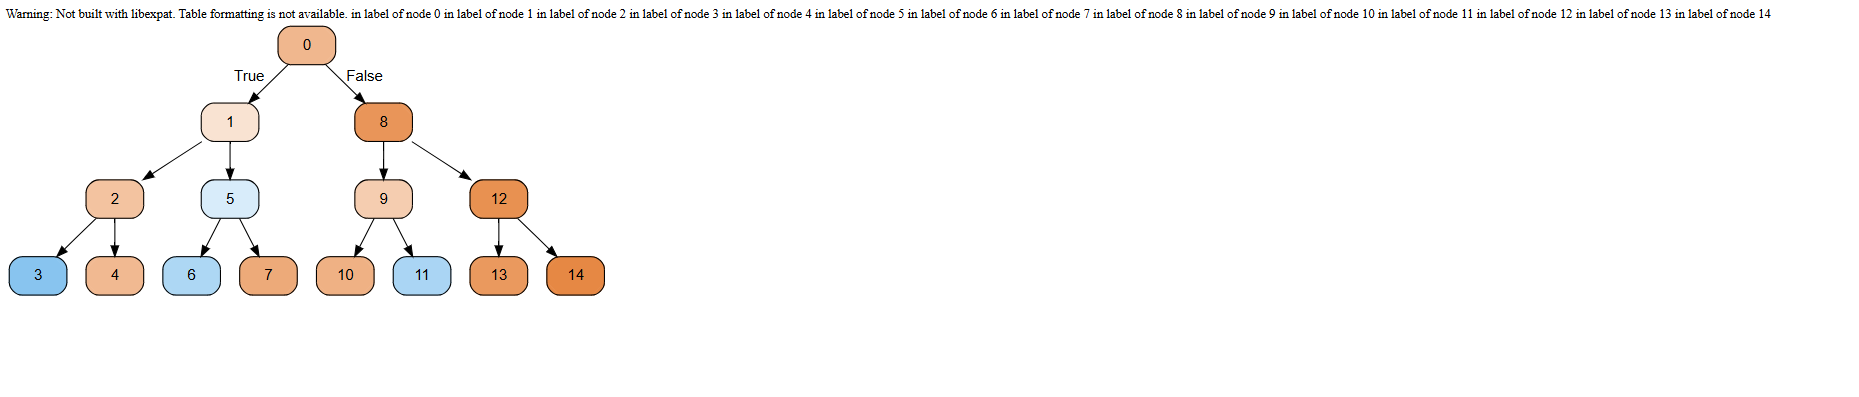 Warning: Not built with libexpat. Table formatting is not available. in label of node 0 in label of node 1 in label of node 2 in label of node 3 in label of node 4 in label of node 5 in label of node 6 in label of node 7 in label of node 8 in label of node 9 in label of node 10 in label of node 11 in label of node 12 in label of node 13 in label of node 14
0
True False
1 8
2 5 9 12
3 4 6 7 10 11 13 14